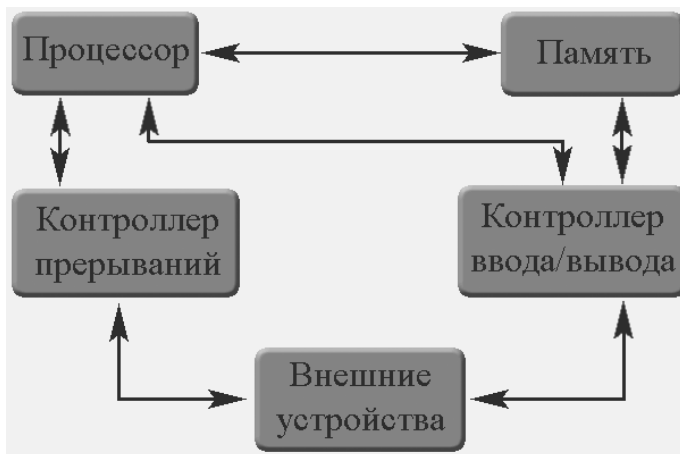 Процессор
Память
Контроллер
прерываний
Контроллер
ввода/вывода
Внешние
устройства